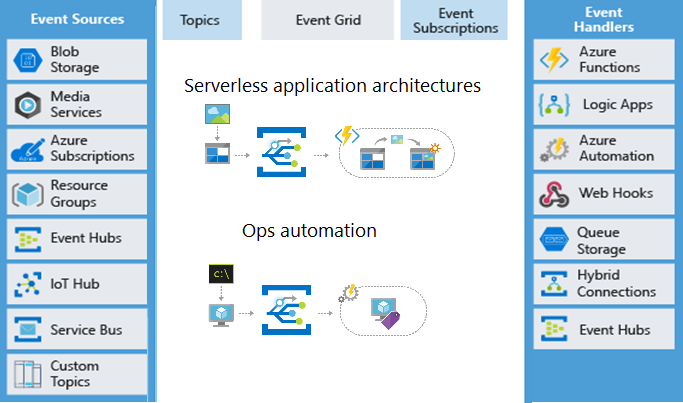 Event Sources
Blob
Storage
Media
Services
Azure
Subscriptions
Resource
Groups
Event Hubs
IoT Hub
Service Bus
Custom
Topics
Topics
Event Grid
Event
Subscriptions
Serverless application architectures
Ops automation
C:\
Event
Handlers
Azure
Functions
Logic Apps
Azure
Automation
Web Hooks
Queue
Storage
Hybrid
Connections
Event Hubs